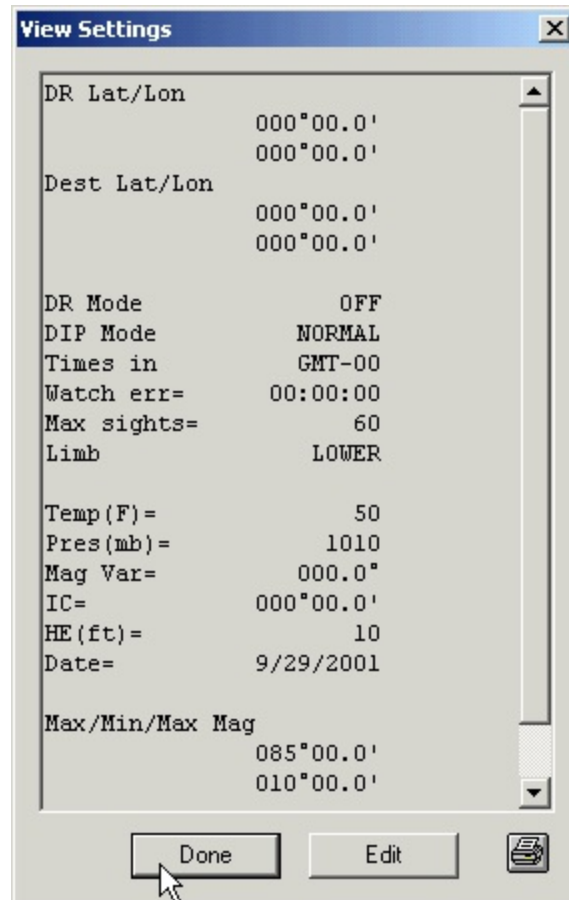 View Settings
DR Lat/Lon
000°00.0'
000°00.0'
Dest Lat/Lon
000°00.0'
000°00.0'
DR Mode OFF
DIP Mode NORMAL
Times in GMT-00
Watch err= 00:00:00
Max sights= 60
Limb LOWER
Temp(F)= 50
Pres(mb)= 1010
Mag Var= 000.0°
IC= 000°00.0'
HE(ft)= 10
Date= 9/29/2001
Max/Min/Max Mag
085°00.0'
010°00.0'
Done Edit